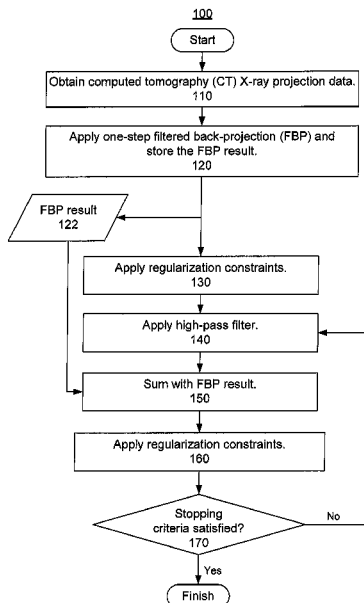 100
Start
Obtain computed tomography (CT) X-ray projection data.
110
Apply one-step filtered back-projection (FBP) and
store the FBP result.
120
FBP result
122
Apply regularization constraints.
130
Apply high-pass filter.
140
Sum with FBP result.
150
Apply regularization constraints.
160
Stopping
criteria satisfied?
170
No
Yes
Finish